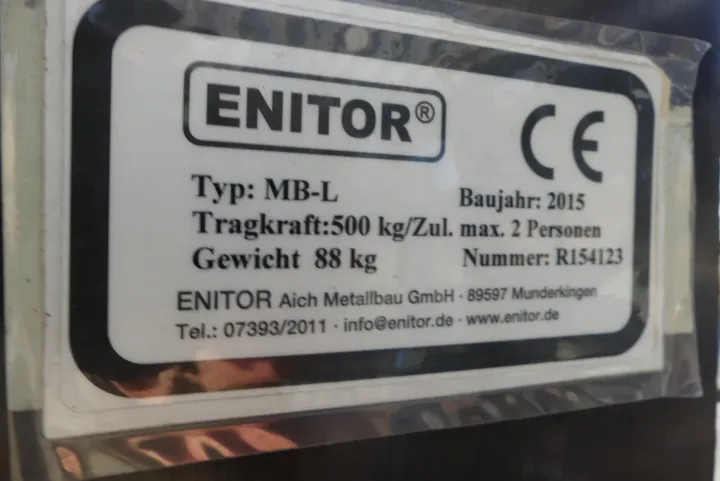 ENITOR®
CE
Typ: MB-L Baujahr: 2015
Tragkraft:500 kg/Zul. max. 2 Personen
Gewicht 88 kg Nummer: R154123
ENITOR Aich Metallbau GmbH · 89597 Munderkingen
Tel.: 07393/2011 · info@enitor.de · www.enitor.de